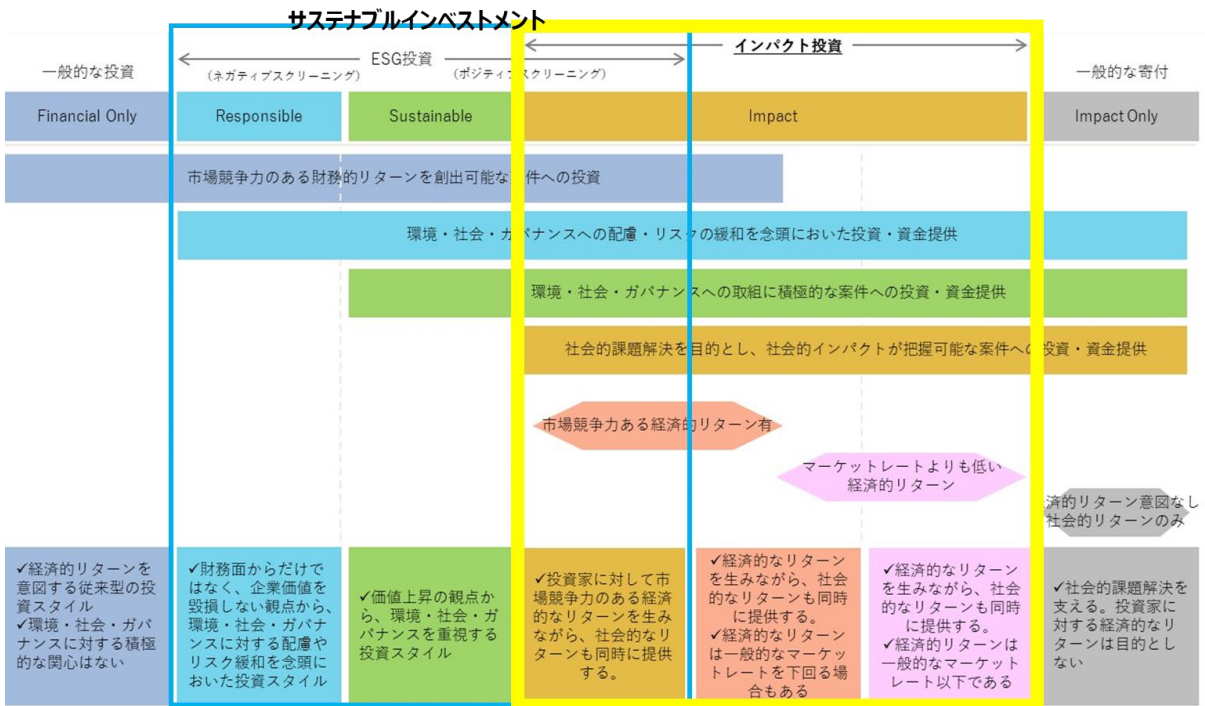 サステナブルインベストメント
インパクト投資
ESG投資
一般的な投資
(ネガティブスクリーニング)
(ポジティブスクリーニング)
一般的な寄付
Financial Only
Responsible
Sustainable
Impact
Impact Only
市場競争力のある財務的リターンを創出可能な案件への投資
環境・社会・ガバナンスへの配慮・リスクの緩和を念頭においた投資・資金提供
環境・社会・ガバナンスへの取組に積極的な案件への投資・資金提供
社会的課題解決を目的とし、社会的インパクトが把握可能な案件への投資・資金提供
市場競争力ある経済的リターン有
マーケットレートよりも低い
経済的リターン
済的リターン意図なし
社会的リターンのみ
✓経済的リターンを
意図する従来型の投
資スタイル
✓環境・社会・ガバ
ナンスに対する積極
的な関心はない
✓財務面からだけで
はなく、企業価値を
毀損しない観点から、
環境・社会・ガバナ
ンスに対する配慮や
リスク緩和を念頭に
おいた投資スタイル
✓価値上昇の観点か
ら、環境・社会・ガ
バナンスを重視する
投資スタイル
✓投資家に対して市
場競争力のある経済
的なリターンを生み
ながら、社会的なリ
ターンも同時に提供
する。
✓経済的なリターン
を生みながら、社会
的なリターンも同時
に提供する。
✓経済的なリターン
は一般的なマーケッ
トレートを下回る場
合もある
✓経済的なリターン
を生みながら、社会
的なリターンも同時
に提供する。
✓経済的なリターンは
一般的なマーケット
レート以下である
✓社会的課題解決を
支える。投資家に
対する経済的なリ
ターンは目的とし
ない